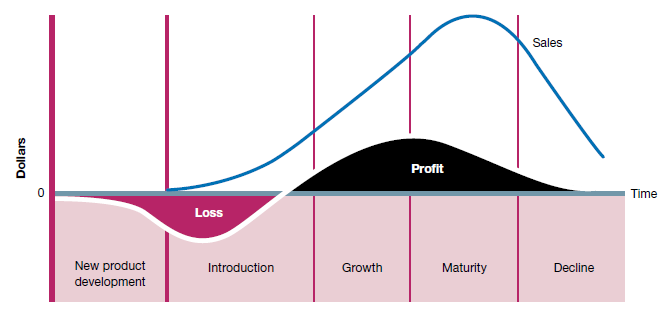 Sales
Dollars
Profit
0
Time
Loss
New product
development
Introduction
Growth
Maturity
Decline